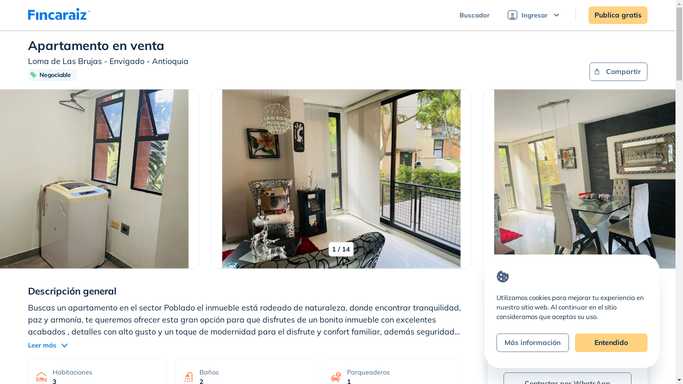 Fincaraiz
Buscador
Ingresar
Publica gratis
Apartamento en venta
Loma de Las Brujas - Envigado - Antioquia
Negociable
Compartir
1 / 14
Descripción general
Buscas un apartamento en el sector Poblado el inmueble está rodeado de naturaleza, donde encontrar tranquilidad,
paz y armonía, te queremos ofrecer esta gran opción para que disfrutes de un bonito inmueble con excelentes
acabados , detalles con alto gusto y un toque de modernidad para el disfrute y confort familiar, además seguridad...
Leer más
Habitaciones
3
Baños
2
Parqueaderos
1
Utilizamos cookies para mejorar tu experiencia en
nuestro sitio web. Al continuar en el sitio
consideramos que aceptas su uso.
Más información
Entendido
Contactar por WhatsApp